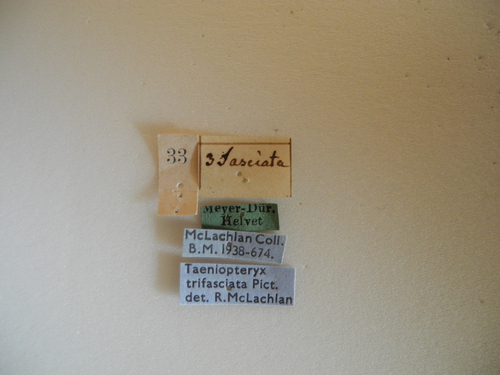 33
3fasciata
Meyer-Dür.
Helvet
McLachlan Coll.
B.M. 1938-674.
Taeniopteryx
trifasciata Pict.
det. R.McLachlan